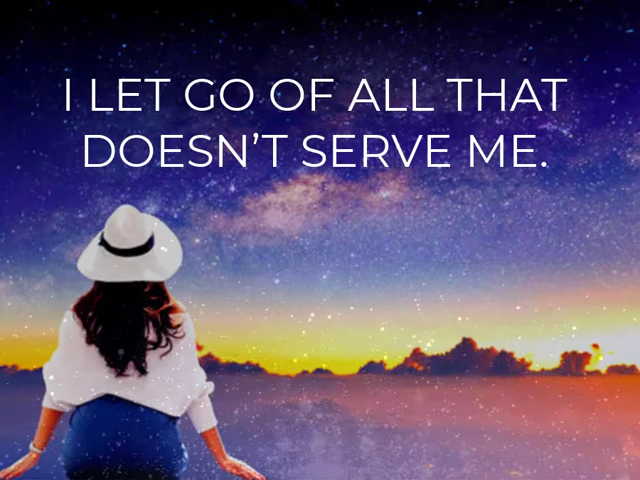 I LET GO OF ALL THAT
DOESN’T SERVE ME.